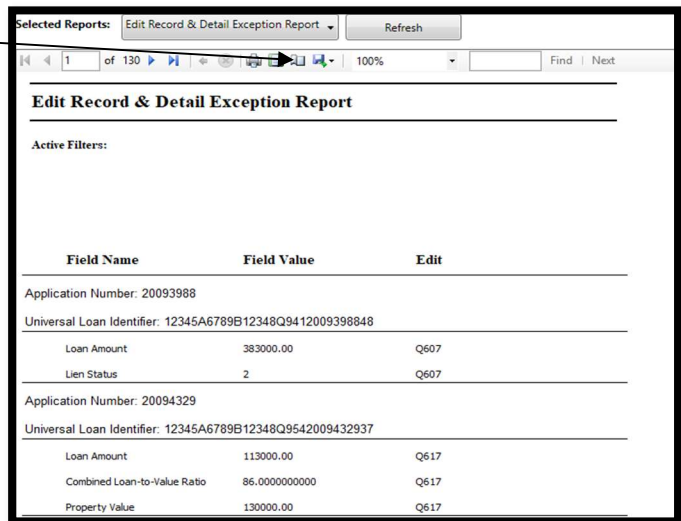 Selected Reports: Edit Record & Detail Exception Report Refresh
1 of 130 100% Find | Next
Edit Record & Detail Exception Report
Active Filters:
Field Name Field Value Edit
Application Number: 20093988
Universal Loan Identifier: 12345A6789B12348Q9412009398848
Loan Amount 383000.00 Q607
Lien Status 2 Q607
Application Number: 20094329
Universal Loan Identifier: 12345A6789B12348Q9542009432937
Loan Amount 113000.00 Q617
Combined Loan-to-Value Ratio 86.0000000000 Q617
Property Value 130000.00 Q617